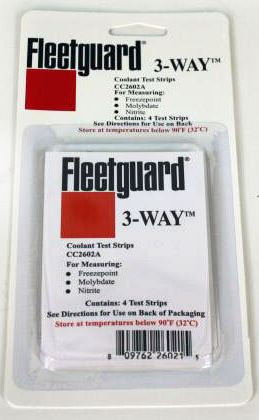 Fleetguard®
3-WAY™
Coolant Test Strips
CC2602A
For Measuring:
• Freezepoint
• Molybdate
• Nitrite
Contains: 4 Test Strips
See Directions for Use on Back
Store at temperatures below 90°F (32°C)
Fleetguard®
3-WAY™
Coolant Test Strips
CC2602A
For Measuring:
• Freezepoint
• Molybdate
• Nitrite
Contains: 4 Test Strips
See Directions for Use on Back of Packaging
Store at temperatures below 90°F (32°C)
8 09762 26021 5